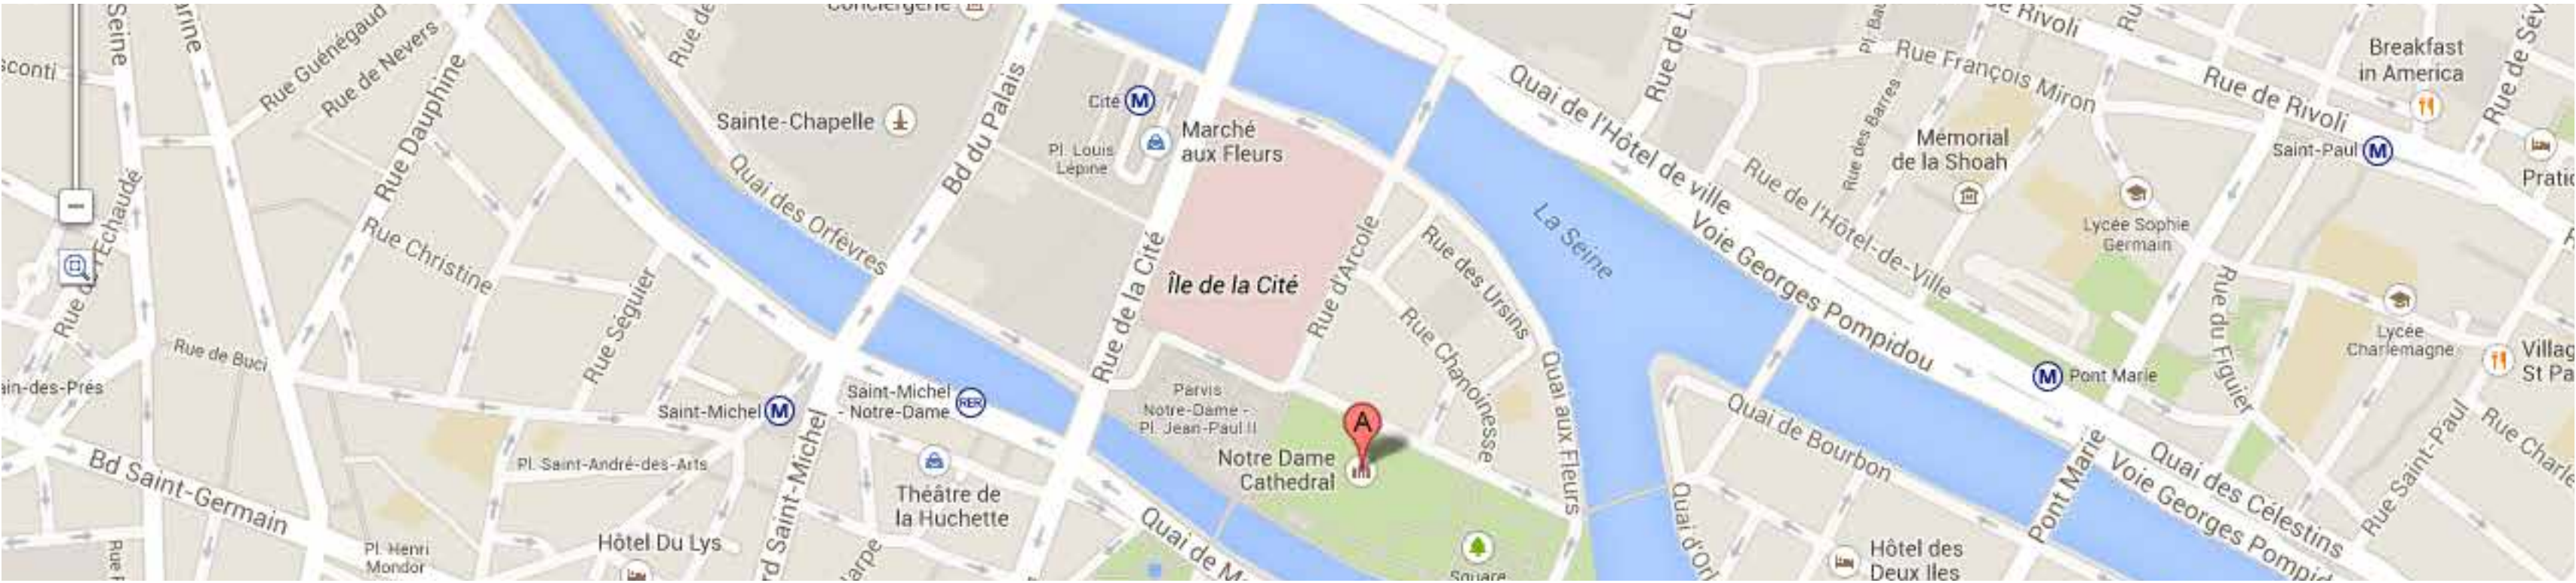 Seine
Rue Guénégaud
Rue de Nevers
Rue Dauphine
Rue Christine
Rue Séguier
Rue de Buci
Bd Saint-Germain
Pl. Henri
Mondor
Pl. Saint-André-des-Arts
Hôtel Du Lys
Saint-Michel
M
Saint-Michel
- Notre-Dame
RER
Théâtre de
la Huchette
Sainte-Chapelle
Quai des Orfèvres
Bd du Palais
Cité
M
Pl. Louis
Lépine
Marché
aux Fleurs
Rue de la Cité
Île de la Cité
Rue d'Arcole
Rue des Ursins
Rue Chanoinesse
Quai aux Fleurs
Parvis
Notre-Dame -
Pl. Jean-Paul II
A
Notre Dame
Cathedral
La Seine
Quai de l'Hôtel de ville
Voie Georges Pompidou
Rue de l'Hôtel-de-Ville
Rue des Barres
Rue François Miron
Rue de Rivoli
Memorial
de la Shoah
Lycée Sophie
Germain
Saint-Paul
M
Breakfast
in America
Lycée
Charlemagne
Rue du Figuier
M
Pont Marie
Pont Marie
Quai de Bourbon
Quai des Célestins
Rue Saint-Paul
Hôtel des
Deux Iles